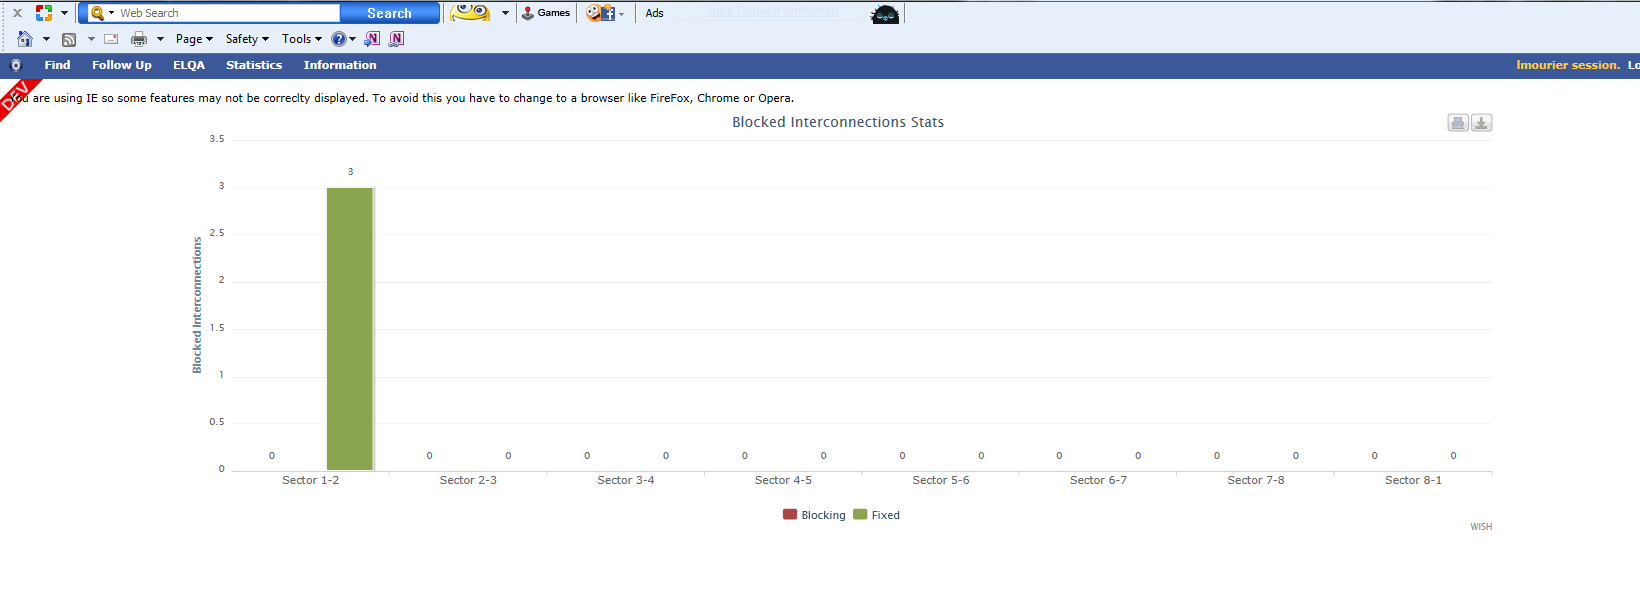 Web Search Search Games Ads
Page Safety Tools
Find Follow Up ELQA Statistics Information lmourier session. Lo
DEV
are using IE so some features may not be correclty displayed. To avoid this you have to change to a browser like FireFox, Chrome or Opera.
Blocked Interconnections Stats
3.5
3
3
2.5
2
1.5
1
0.5
0
Blocked Interconnections
0 0 0 0 0 0 0 0 0 0 0 0 0 0 0
Sector 1-2 Sector 2-3 Sector 3-4 Sector 4-5 Sector 5-6 Sector 6-7 Sector 7-8 Sector 8-1
Blocking Fixed
WISH